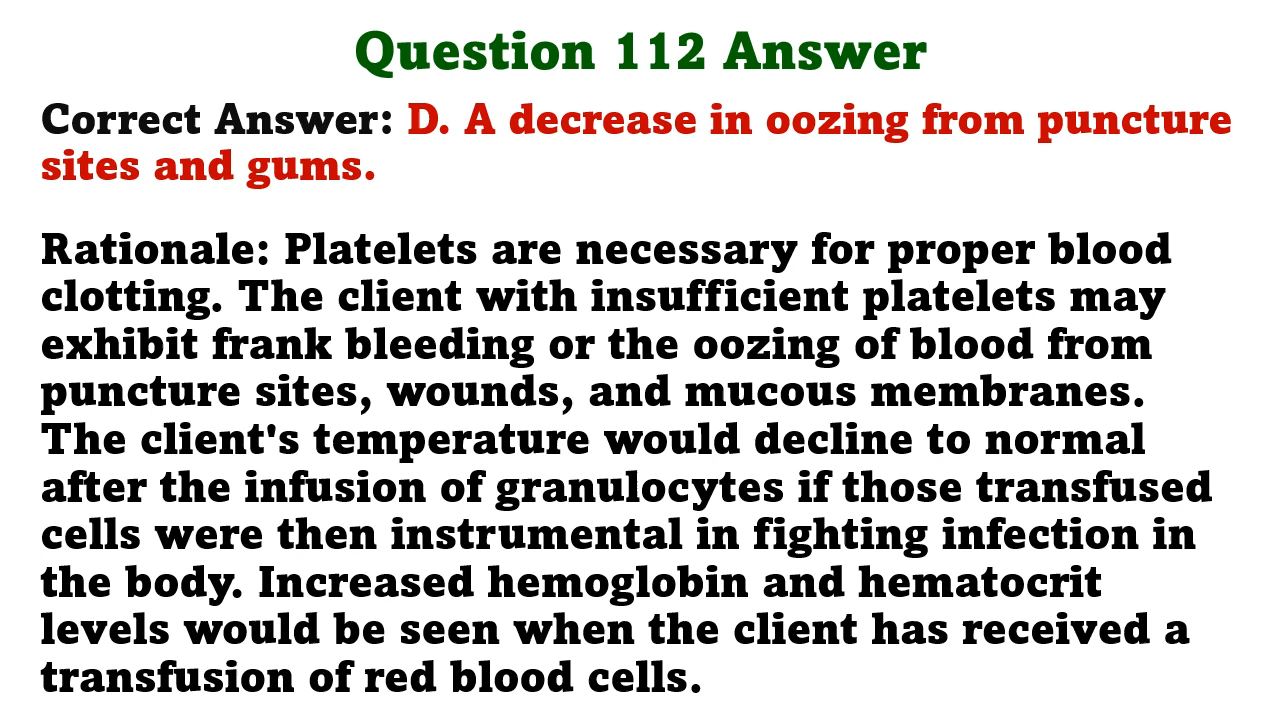 Question 112 Answer
Correct Answer: D. A decrease in oozing from puncture
sites and gums.
Rationale: Platelets are necessary for proper blood
clotting. The client with insufficient platelets may
exhibit frank bleeding or the oozing of blood from
puncture sites, wounds, and mucous membranes.
The client's temperature would decline to normal
after the infusion of granulocytes if those transfused
cells were then instrumental in fighting infection in
the body. Increased hemoglobin and hematocrit
levels would be seen when the client has received a
transfusion of red blood cells.